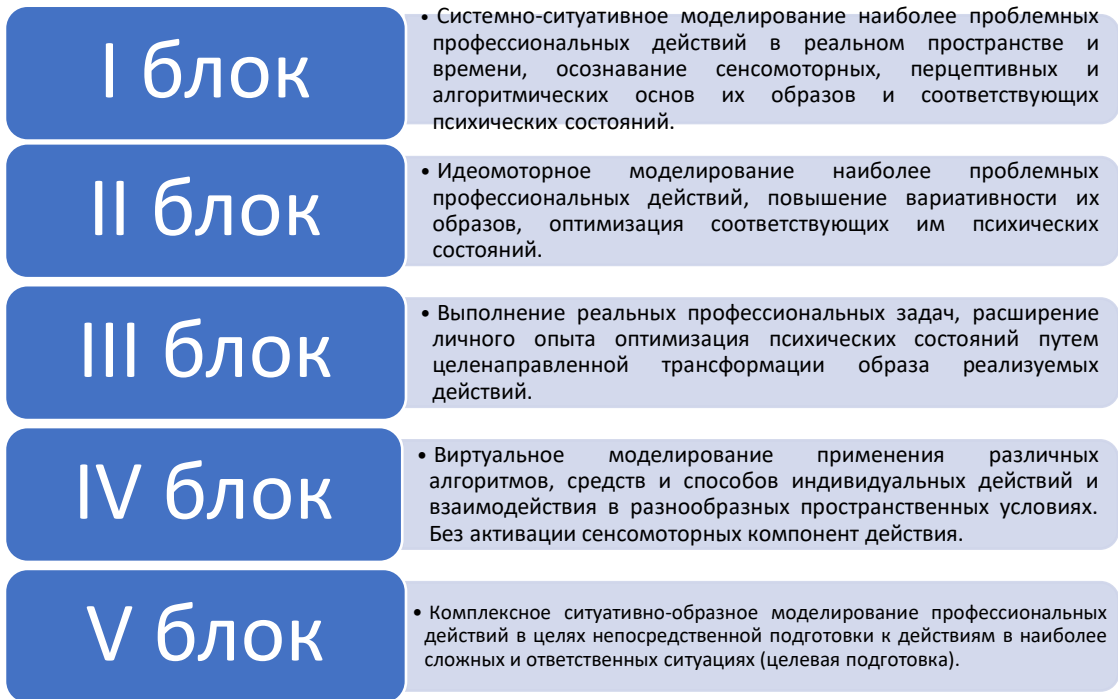 I блок
• Системно-ситуативное моделирование наиболее проблемных
профессиональных действий в реальном пространстве и
времени, осознавание сенсомоторных, перцептивных и
алгоритмических основ их образов и соответствующих
психических состояний.
II блок
• Идеомоторное моделирование наиболее проблемных
профессиональных действий, повышение вариативности их
образов, оптимизация соответствующих им психических
состояний.
III блок
• Выполнение реальных профессиональных задач, расширение
личного опыта оптимизация психических состояний путем
целенаправленной трансформации образа реализуемых
действий.
IV блок
• Виртуальное моделирование применения различных
алгоритмов, средств и способов индивидуальных действий и
взаимодействия в разнообразных пространственных условиях.
Без активации сенсомоторных компонент действия.
V блок
• Комплексное ситуативно-образное моделирование профессиональных
действий в целях непосредственной подготовки к действиям в наиболее
сложных и ответственных ситуациях (целевая подготовка).